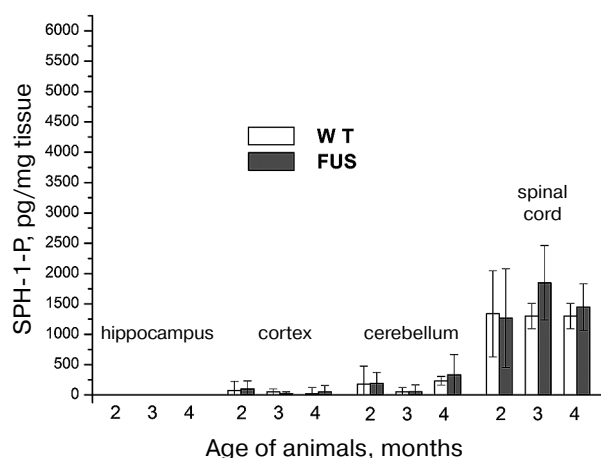 6000
5500
5000
4500
4000
3500
3000
2500
2000
1500
1000
500
0
SPH-1-P, pg/mg tissue
W T
FUS
spinal
cord
hippocampus
cortex
cerebellum
2 3 4 2 3 4 2 3 4 2 3 4
Age of animals, months